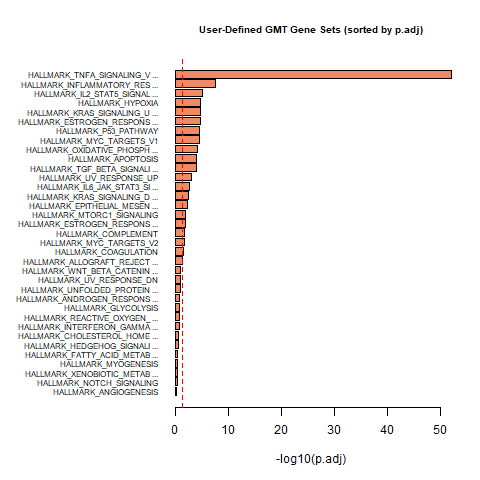 User-Defined GMT Gene Sets (sorted by p.adj)
HALLMARK_TNFA_SIGNALING_V ...
HALLMARK_INFLAMMATORY_RES ...
HALLMARK_IL2_STAT5_SIGNAL ...
HALLMARK_HYPOXIA
HALLMARK_KRAS_SIGNALING_U ...
HALLMARK_ESTROGEN_RESPONS ...
HALLMARK_P53_PATHWAY
HALLMARK_MYC_TARGETS_V1
HALLMARK_OXIDATIVE_PHOSPH ...
HALLMARK_APOPTOSIS
HALLMARK_TGF_BETA_SIGNALI ...
HALLMARK_UV_RESPONSE_UP
HALLMARK_IL6_JAK_STAT3_SI ...
HALLMARK_KRAS_SIGNALING_D ...
HALLMARK_EPITHELIAL_MESEN ...
HALLMARK_MTORC1_SIGNALING
HALLMARK_ESTROGEN_RESPONS ...
HALLMARK_COMPLEMENT
HALLMARK_MYC_TARGETS_V2
HALLMARK_COAGULATION
HALLMARK_ALLOGRAFT_REJECT ...
HALLMARK_WNT_BETA_CATENIN ...
HALLMARK_UV_RESPONSE_DN
HALLMARK_UNFOLDED_PROTEIN ...
HALLMARK_ANDROGEN_RESPONS ...
HALLMARK_GLYCOLYSIS
HALLMARK_REACTIVE_OXYGEN_ ...
HALLMARK_INTERFERON_GAMMA ...
HALLMARK_CHOLESTEROL_HOME ...
HALLMARK_HEDGEHOG_SIGNALI ...
HALLMARK_FATTY_ACID_METAB ...
HALLMARK_MYOGENESIS
HALLMARK_XENOBIOTIC_METAB ...
HALLMARK_NOTCH_SIGNALING
HALLMARK_ANGIOGENESIS
0 10 20 30 40 50
-log10(p.adj)